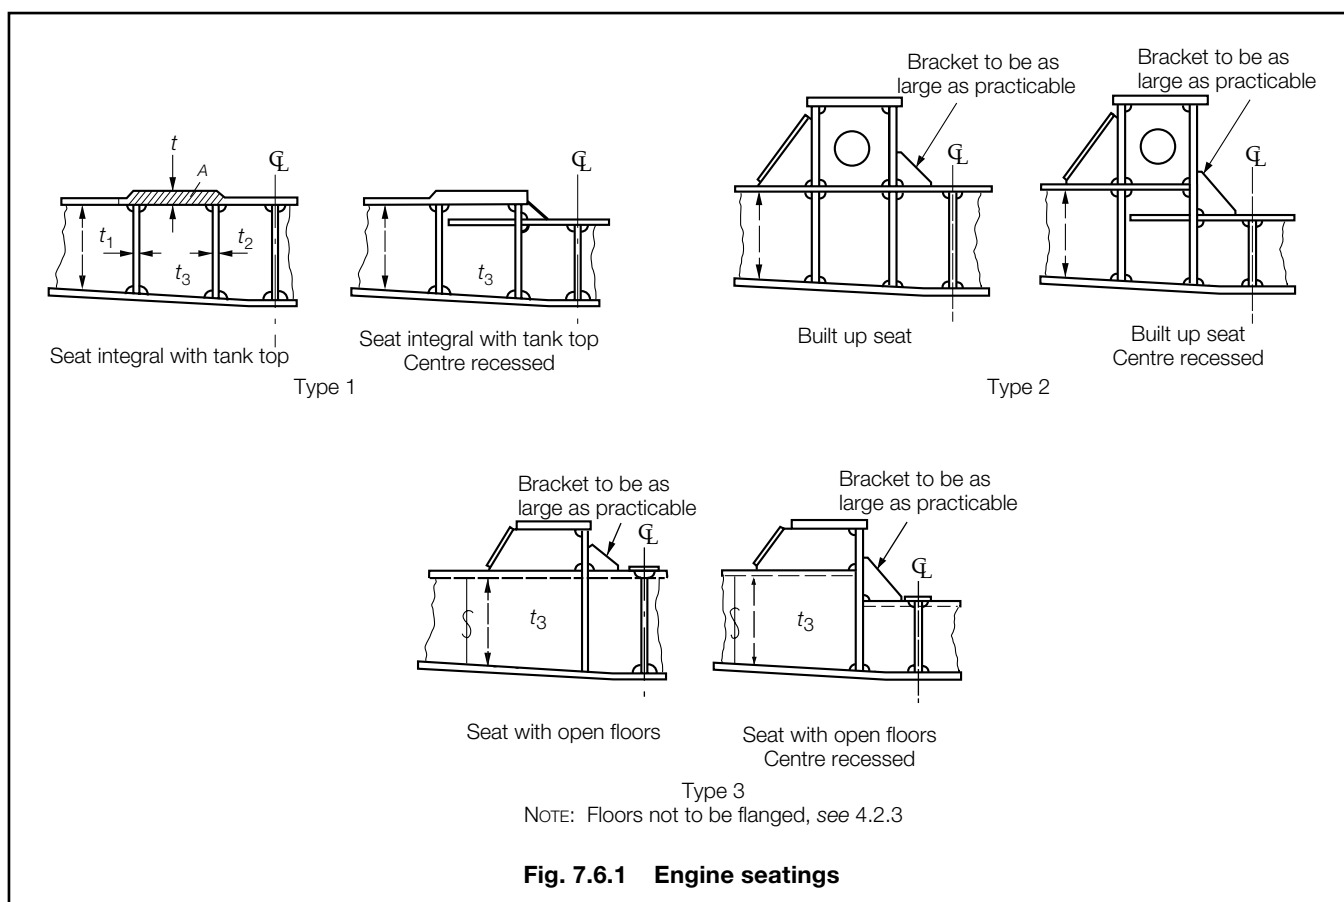 Bracket to be as
large as practicable
Bracket to be as
large as practicable
t
A
℄
℄
℄
℄
t1
t2
t3
t3
Seat integral with tank top
Seat integral with tank top
Centre recessed
Type 1
Built up seat
Built up seat
Centre recessed
Type 2
Bracket to be as
large as practicable
Bracket to be as
large as practicable
℄
℄
t3
t3
Seat with open floors
Seat with open floors
Centre recessed
Type 3
NOTE: Floors not to be flanged, see 4.2.3
Fig. 7.6.1 Engine seatings